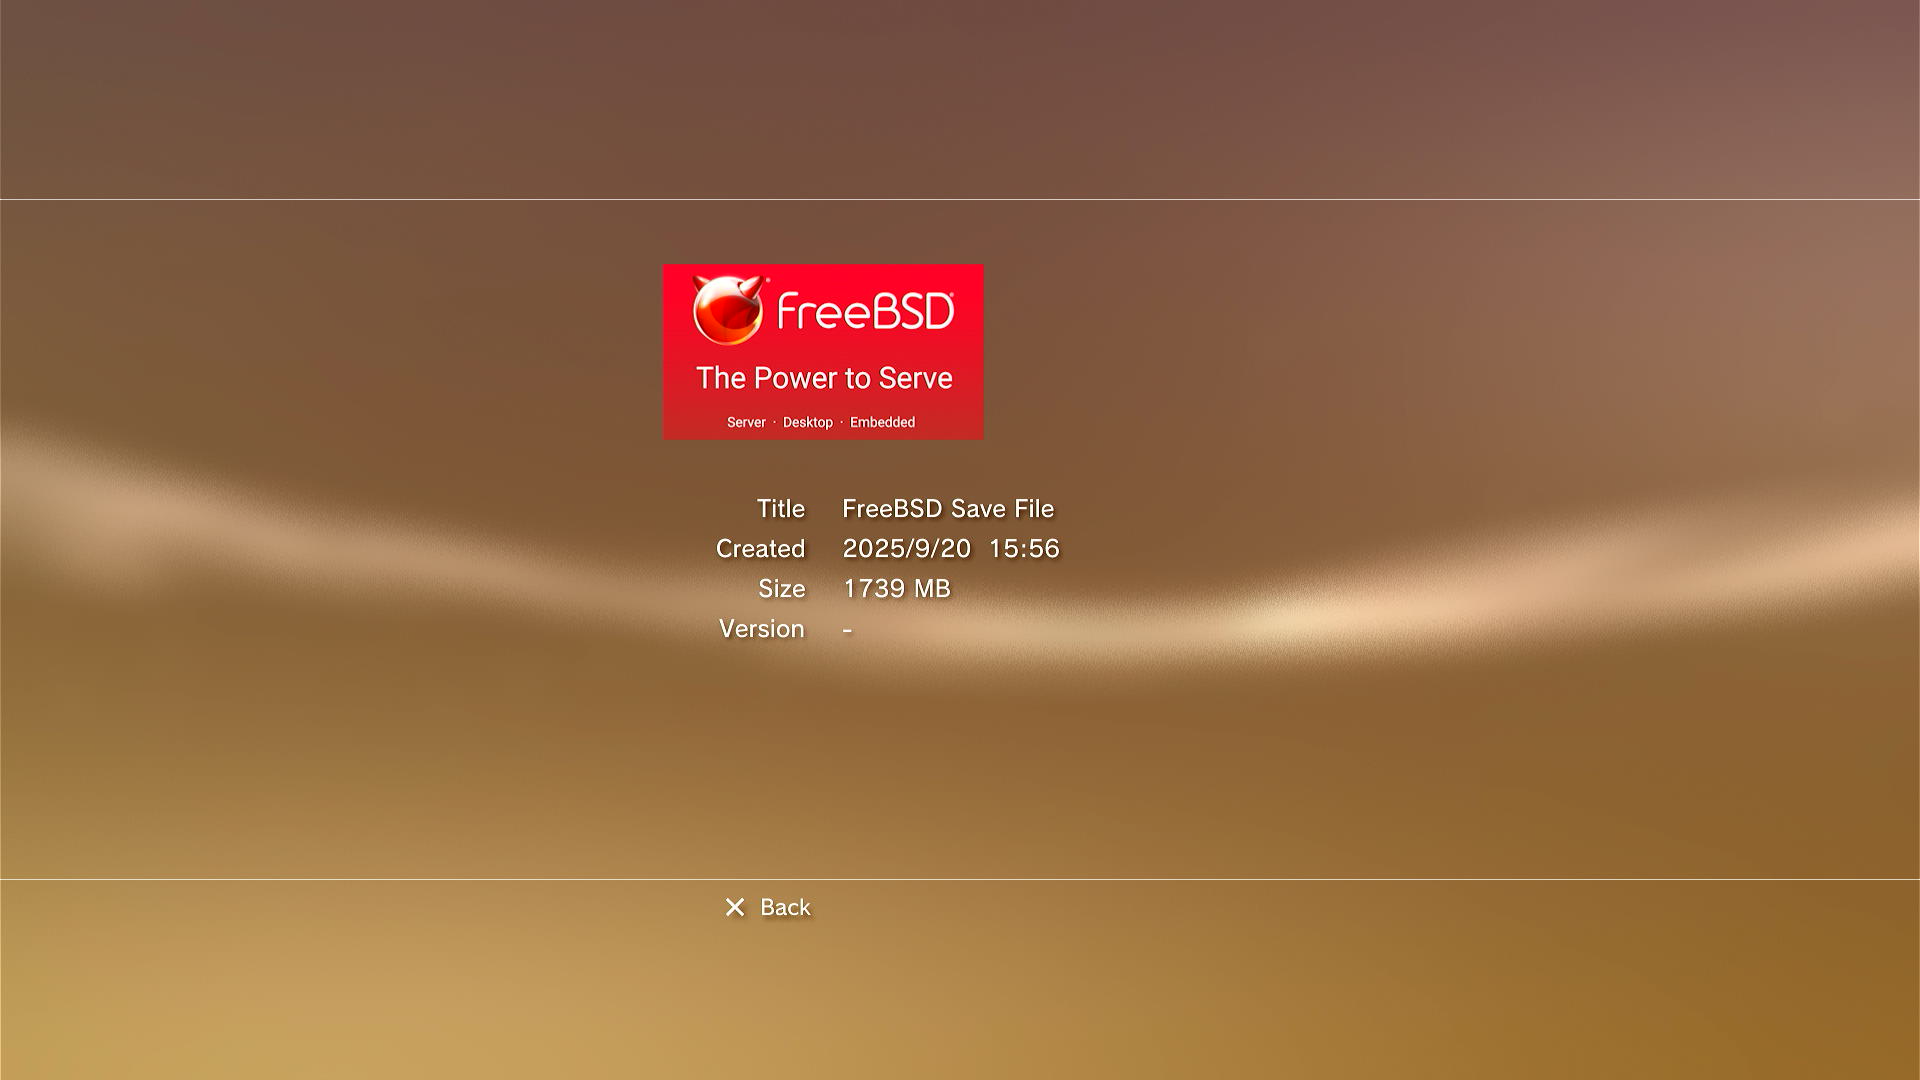 FreeBSD®
The Power to Serve
Server · Desktop · Embedded
Title FreeBSD Save File
Created 2025/9/20 15:56
Size 1739 MB
Version -
Back